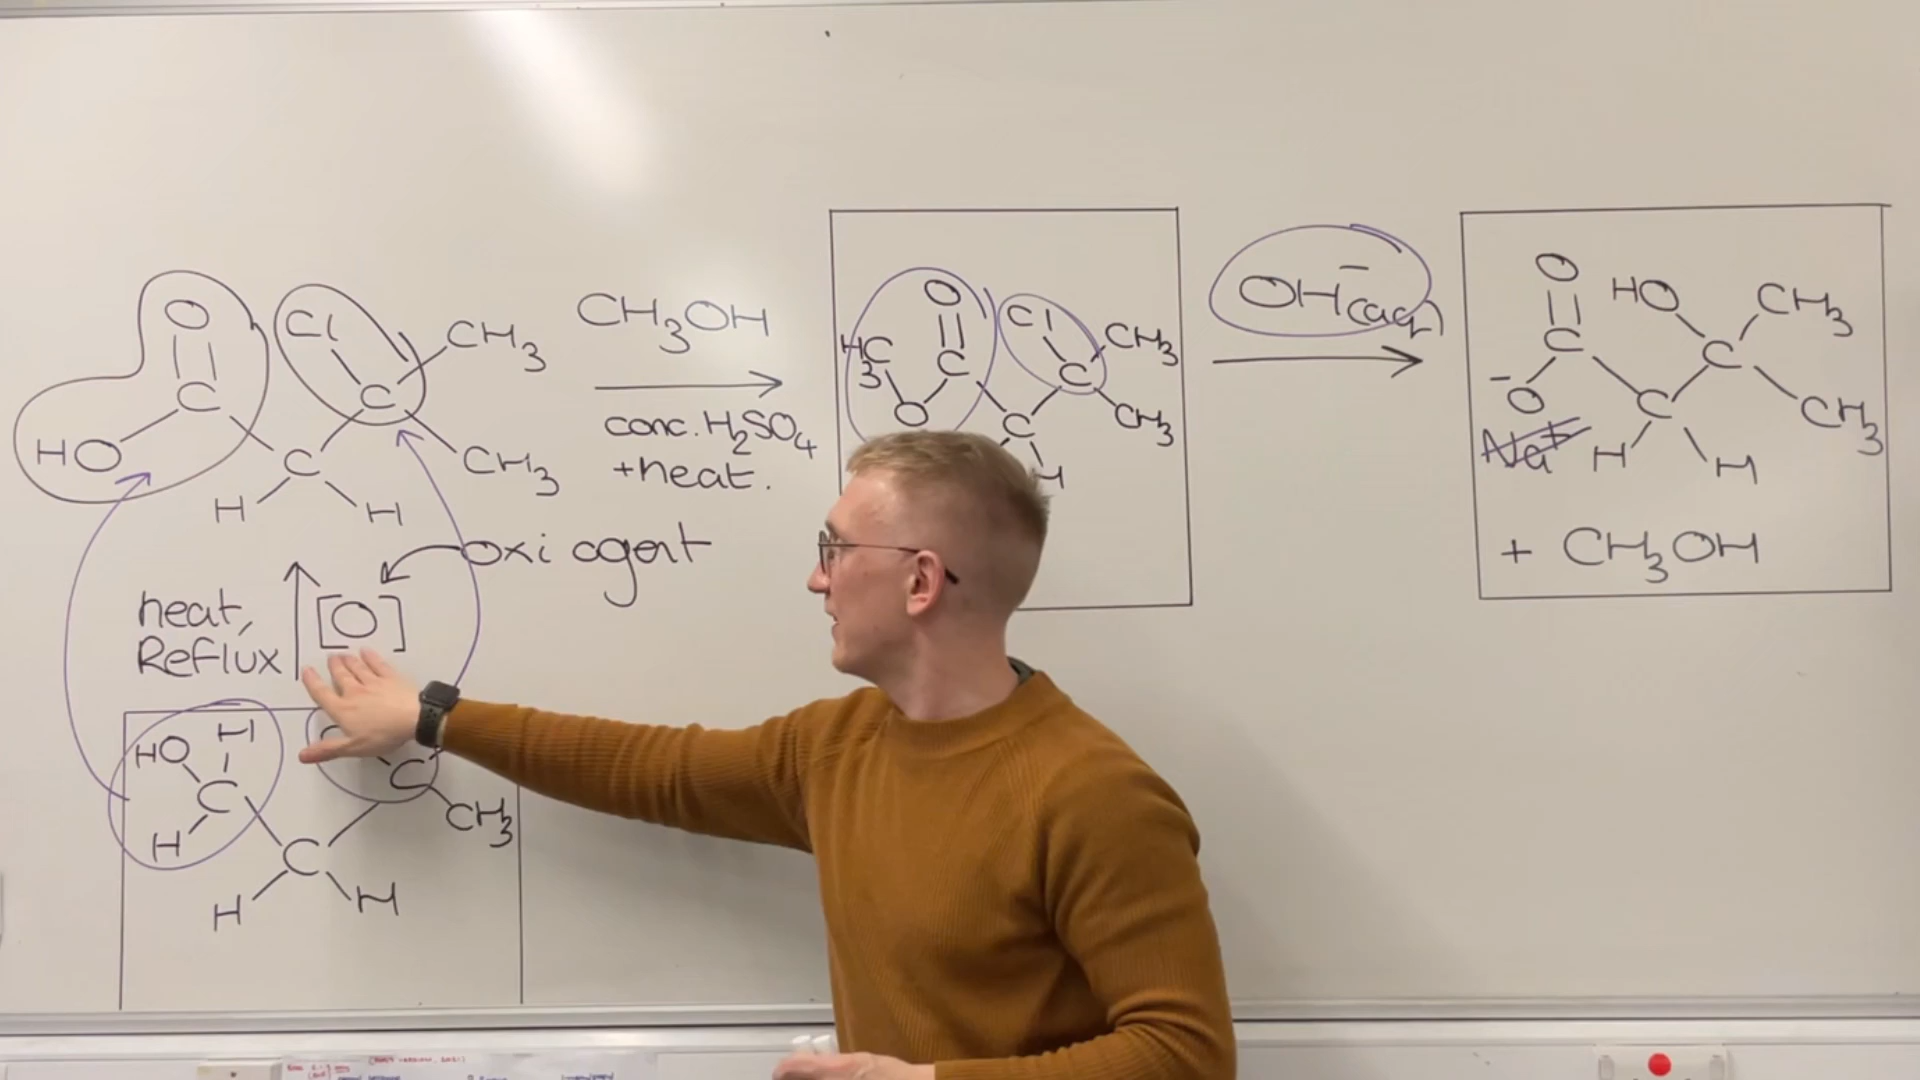 O
Cl
CH3
C
C
HO
CH3
C
H
H
CH3OH
conc. H2SO4
+heat.
oxi agent
heat,
Reflux
[O]
HO
H
C
C
H
CH3
C
H
H
O
Cl
H3C
C
CH3
C
O
C
CH3
H
OH⁻(aq)
O
HO
CH3
C
C
⁻O
C
CH3
Na+
H
H
+ CH3OH